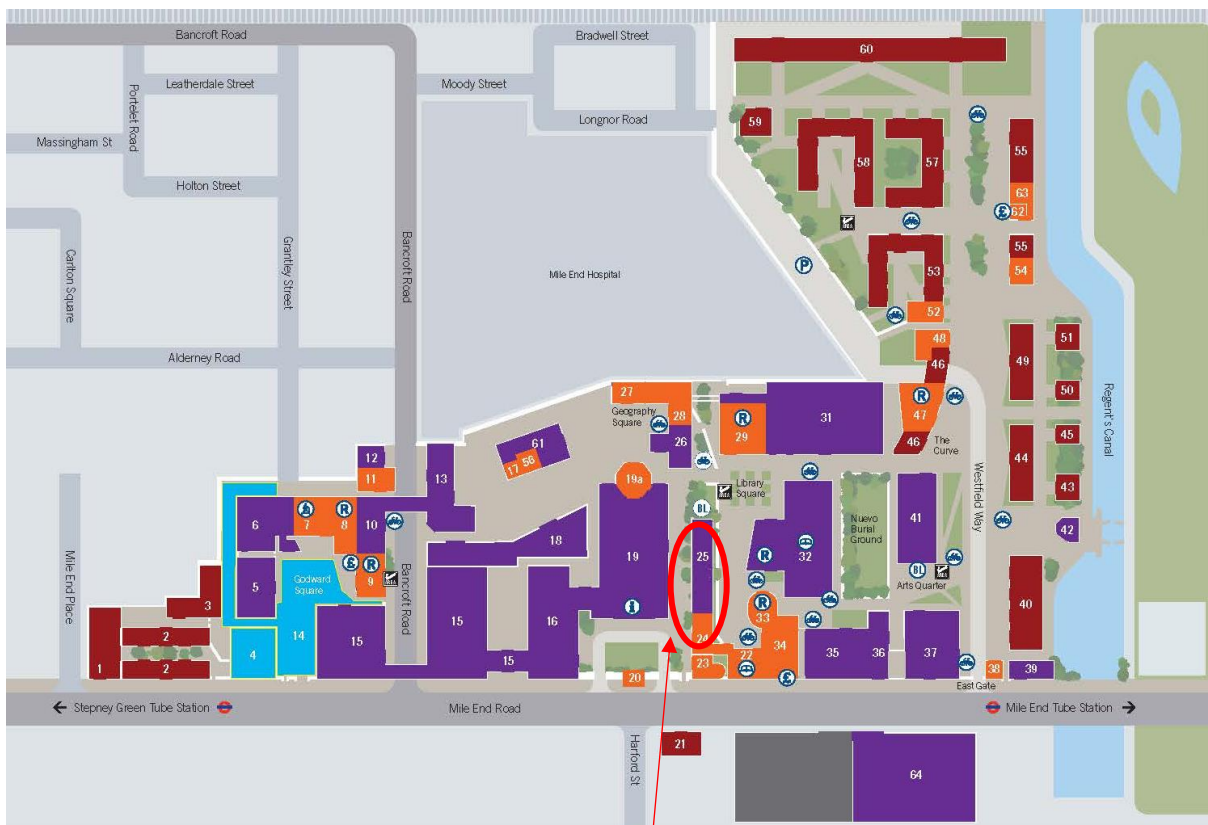 Bancroft Road
Bradwell Street
60
Leatherdale Street
Moody Street
Portelet Road
Longnor Road
59
55
Massingham St
58
57
Holton Street
63
62
£
Carlton Square
Grantley Street
Bancroft Road
Mile End Hospital
P
53
55
54
52
Alderney Road
48
49
51
46
27
Geography
Square
28
R
29
31
R
47
50
Regent's Canal
61
26
46
The
Curve
44
45
12
17
56
11
13
19a
Library
Square
43
Westfield Way
6
7
R
8
10
18
19
BL
25
32
Nuevo
Burial
Ground
41
42
£
R
9
R
BL
Arts Quarter
5
Godward
Square
Mile End Place
3
14
15
Bancroft Road
15
16
i
R
33
40
2
4
24
22
34
35
36
37
1
2
15
23
20
£
38
39
East Gate
← Stepney Green Tube Station
Mile End Road
Mile End Tube Station →
Harford St
21
64